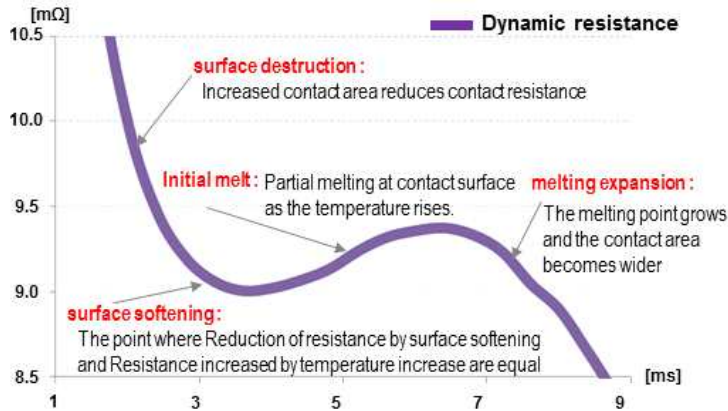 [mΩ]
Dynamic resistance
10.5
surface destruction :
Increased contact area reduces contact resistance
10.0
Initial melt : Partial melting at contact surface
as the temperature rises.
melting expansion :
The melting point grows
and the contact area
becomes wider
9.5
9.0
surface softening :
The point where Reduction of resistance by surface softening
and Resistance increased by temperature increase are equal
8.5
[ms]
1 3 5 7 9